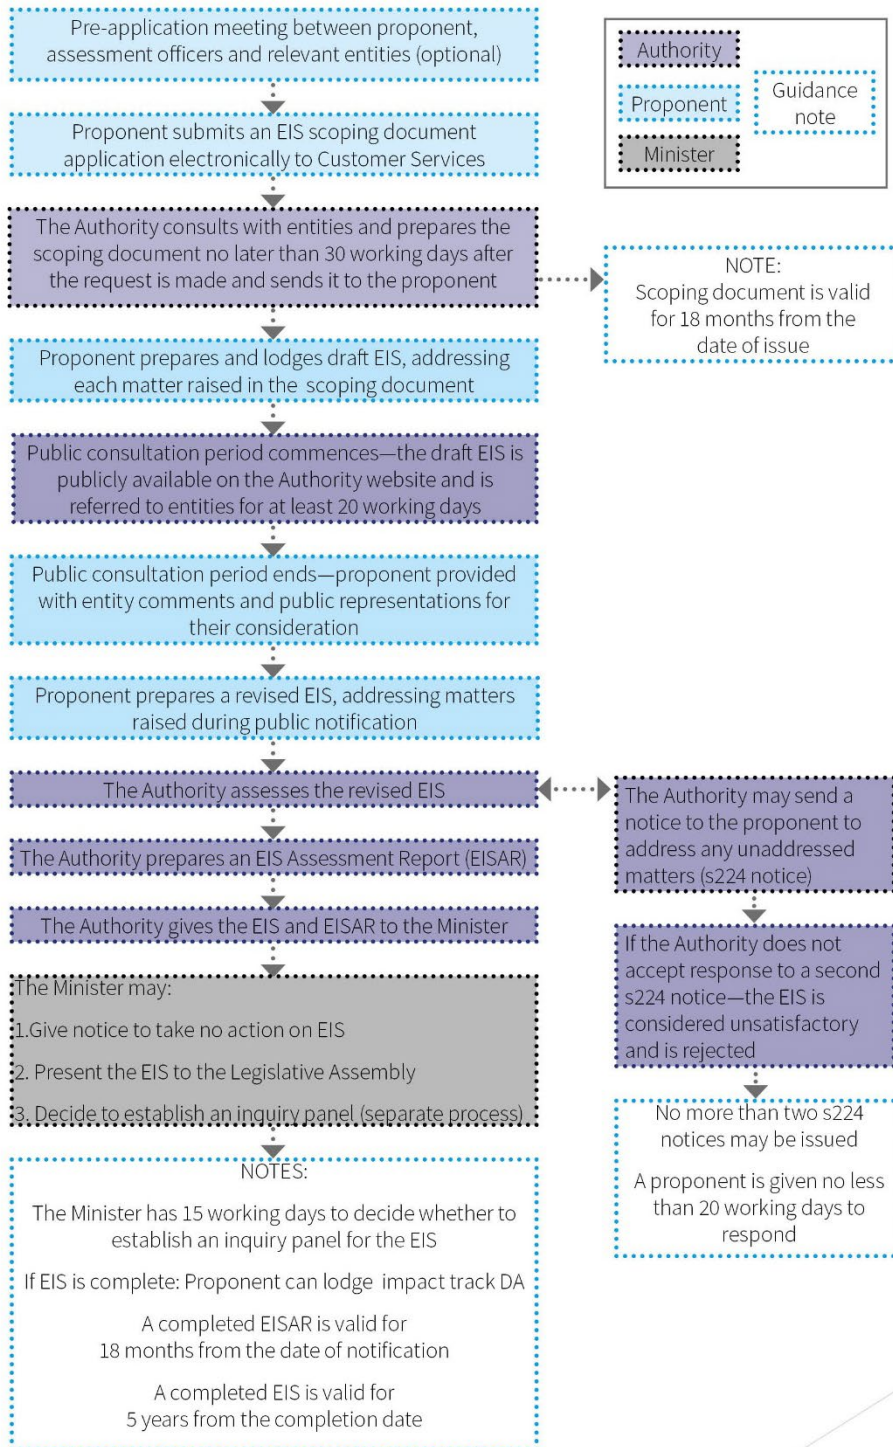 Pre-application meeting between proponent,
assessment officers and relevant entities (optional)
Authority
Proponent
Minister
Guidance
note
Proponent submits an EIS scoping document
application electronically to Customer Services
The Authority consults with entities and prepares the
scoping document no later than 30 working days after
the request is made and sends it to the proponent
NOTE:
Scoping document is valid
for 18 months from the
date of issue
Proponent prepares and lodges draft EIS, addressing
each matter raised in the scoping document
Public consultation period commences—the draft EIS is
publicly available on the Authority website and is
referred to entities for at least 20 working days
Public consultation period ends—proponent provided
with entity comments and public representations for
their consideration
Proponent prepares a revised EIS, addressing matters
raised during public notification
The Authority assesses the revised EIS
The Authority prepares an EIS Assessment Report (EISAR)
The Authority gives the EIS and EISAR to the Minister
The Minister may:
1.Give notice to take no action on EIS
2. Present the EIS to the Legislative Assembly
3. Decide to establish an inquiry panel (separate process)
NOTES:
The Minister has 15 working days to decide whether to
establish an inquiry panel for the EIS
If EIS is complete: Proponent can lodge impact track DA
A completed EISAR is valid for
18 months from the date of notification
A completed EIS is valid for
5 years from the completion date
The Authority may send a
notice to the proponent to
address any unaddressed
matters (s224 notice)
If the Authority does not
accept response to a second
s224 notice—the EIS is
considered unsatisfactory
and is rejected
No more than two s224
notices may be issued
A proponent is given no less
than 20 working days to
respond